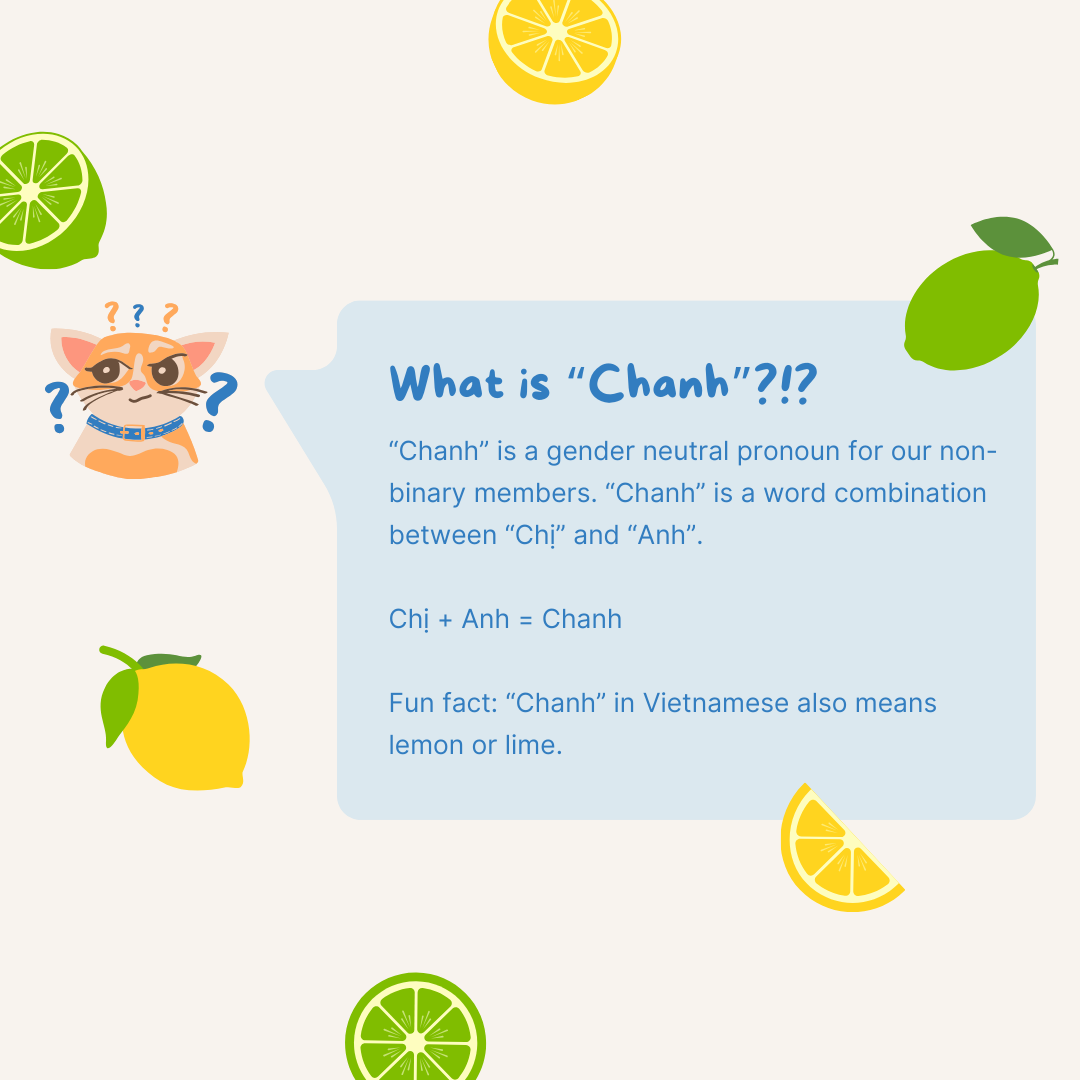 ? ? ?
? ?
What is “Chanh”?!?
“Chanh” is a gender neutral pronoun for our non-
binary members. “Chanh” is a word combination
between “Chị” and “Anh”.
Chị + Anh = Chanh
Fun fact: “Chanh” in Vietnamese also means
lemon or lime.